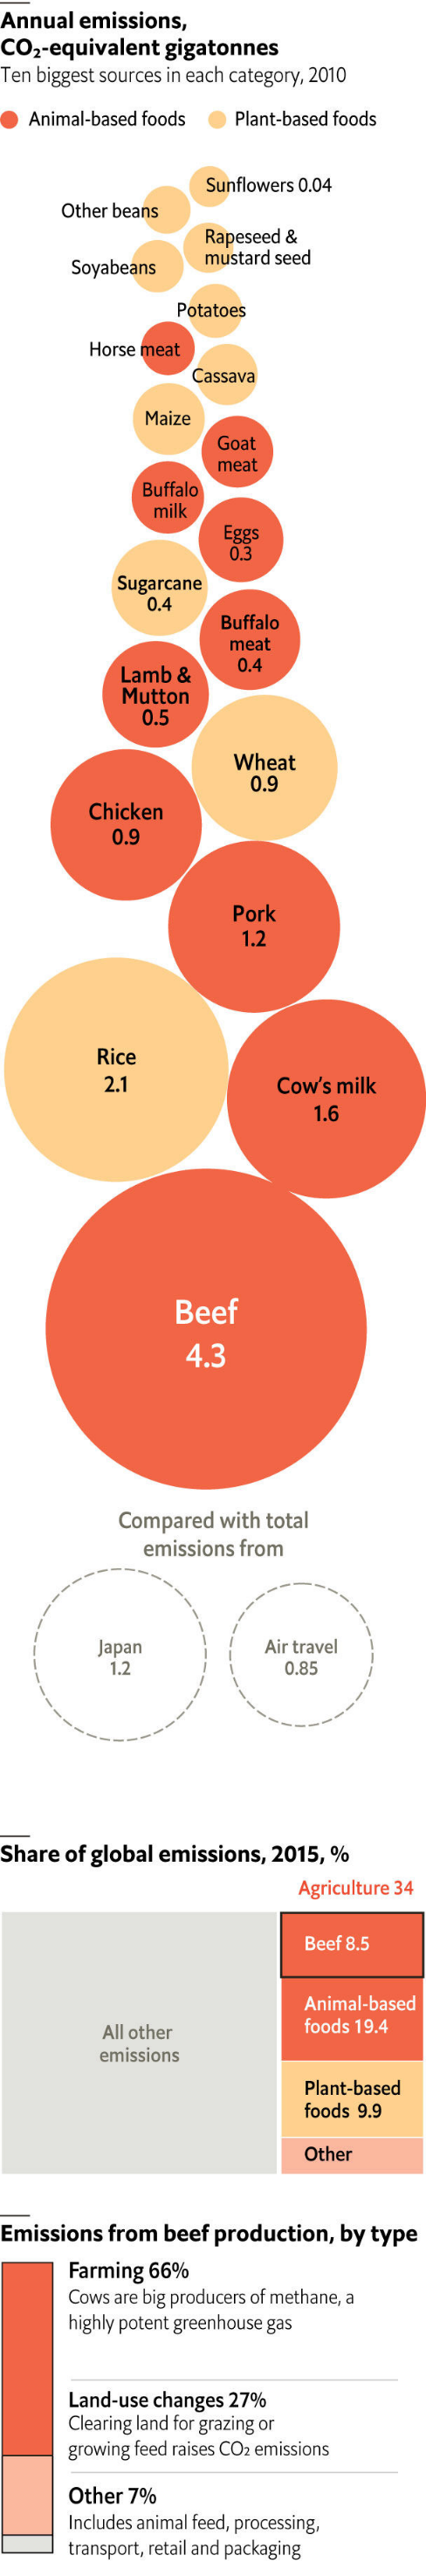 Annual emissions,
CO₂-equivalent gigatonnes
Ten biggest sources in each category, 2010
Animal-based foods
Plant-based foods
Sunflowers 0.04
Other beans
Rapeseed &
mustard seed
Soyabeans
Potatoes
Horse meat
Cassava
Maize
Goat
meat
Buffalo
milk
Eggs
0.3
Sugarcane
0.4
Buffalo
meat
0.4
Lamb &
Mutton
0.5
Wheat
0.9
Chicken
0.9
Pork
1.2
Rice
2.1
Cow's milk
1.6
Beef
4.3
Compared with total
emissions from
Japan
1.2
Air travel
0.85
Share of global emissions, 2015, %
Agriculture 34
Beef 8.5
Animal-based
foods 19.4
All other
emissions
Plant-based
foods 9.9
Other
Emissions from beef production, by type
Farming 66%
Cows are big producers of methane, a
highly potent greenhouse gas
Land-use changes 27%
Clearing land for grazing or
growing feed raises CO₂ emissions
Other 7%
Includes animal feed, processing,
transport, retail and packaging